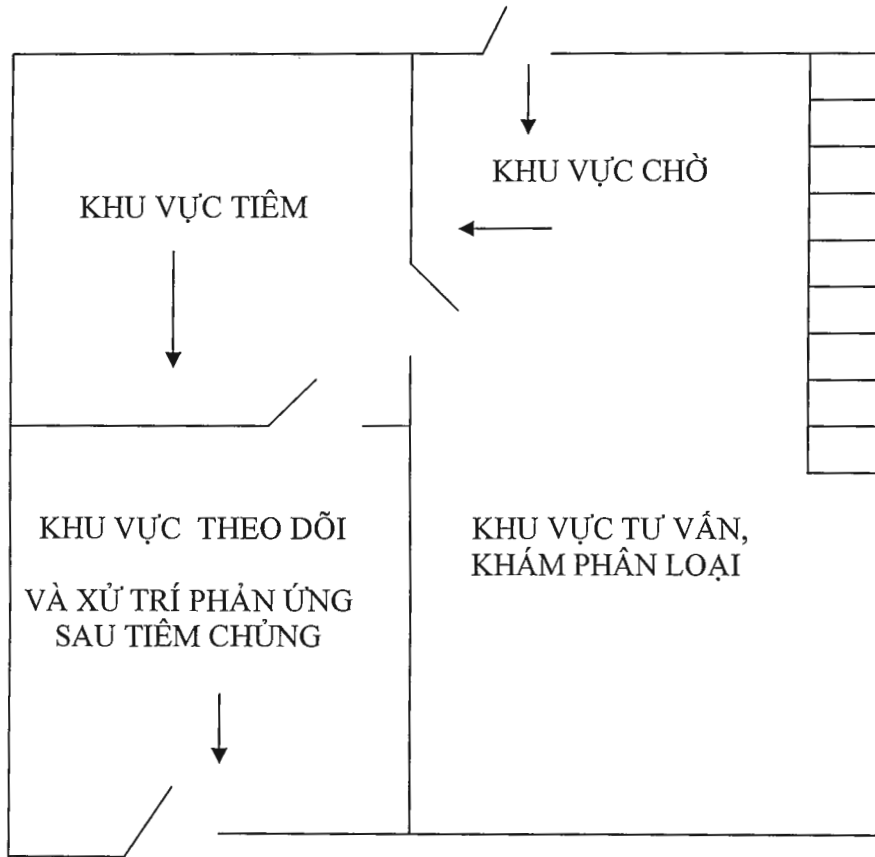 KHU VỰC CHỜ
KHU VỰC TIÊM
KHU VỰC THEO DÕI
VÀ XỬ TRÍ PHẢN ỨNG
SAU TIÊM CHỦNG
KHU VỰC TƯ VẤN,
KHÁM PHÂN LOẠI